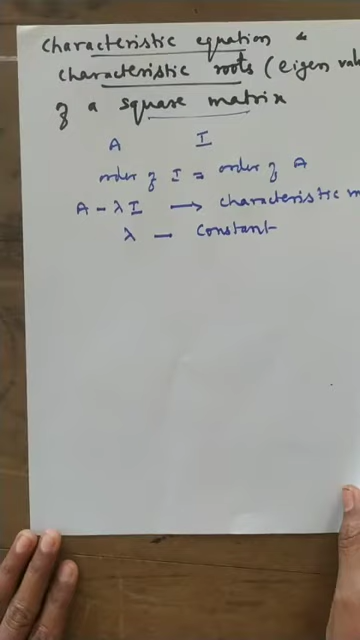 characteristic equation &
characteristic roots (eigen val
of a square matrix
A I
order of I = order of A
A - λI → characteristic m
λ — constant